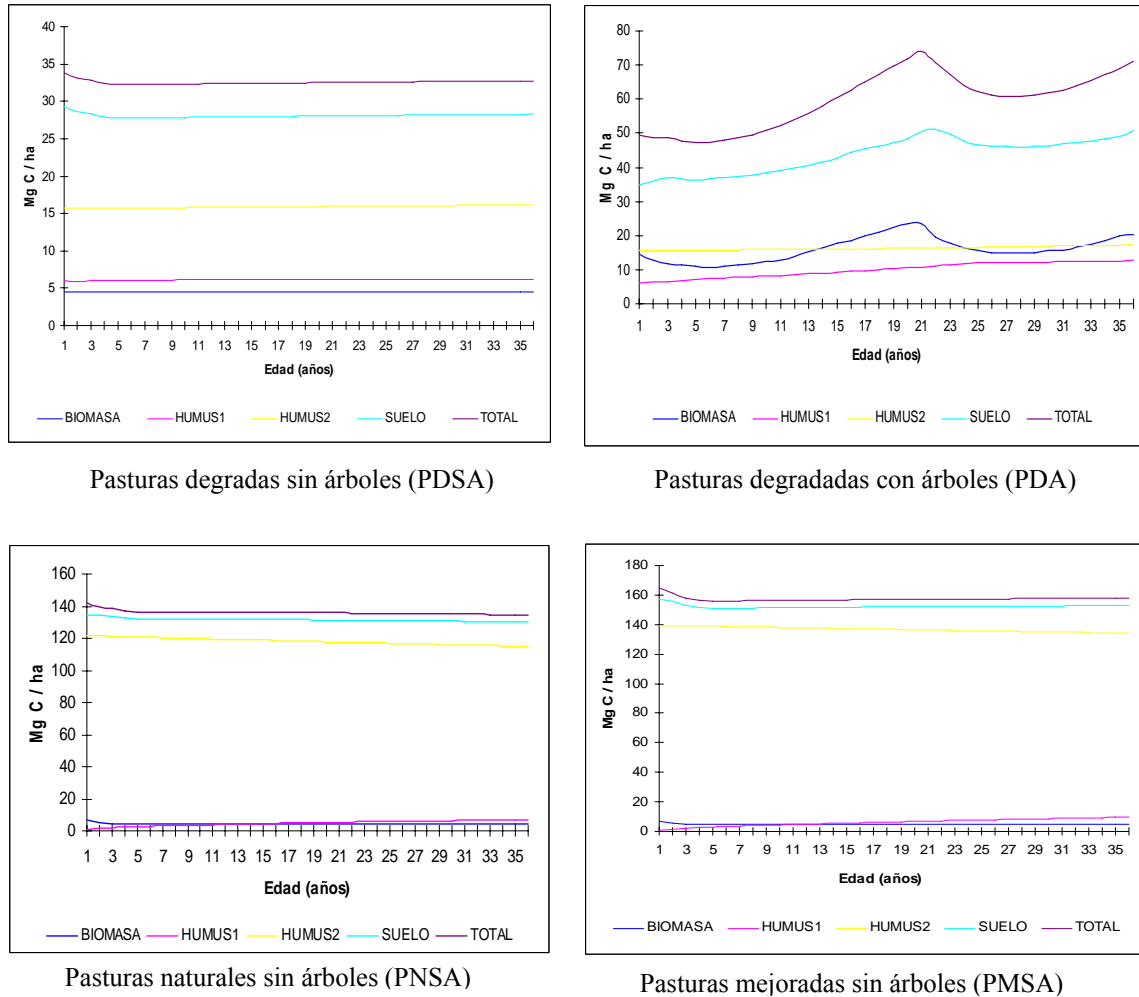 40
35
30
25
20
15
10
5
0
Mg C / ha
1 3 5 7 9 11 13 15 17 19 21 23 25 27 29 31 33 35
Edad (años)
BIOMASA HUMUS1 HUMUS2 SUELO TOTAL
Pasturas degradas sin árboles (PDSA)
80
70
60
50
40
30
20
10
0
Mg C / ha
1 3 5 7 9 11 13 15 17 19 21 23 25 27 29 31 33 35
Edad (años)
BIOMASA HUMUS1 HUMUS2 SUELO TOTAL
Pasturas degradadas con árboles (PDA)
160
140
120
100
80
60
40
20
0
Mg C / ha
1 3 5 7 9 11 13 15 17 19 21 23 25 27 29 31 33 35
Edad (años)
BIOMASA HUMUS1 HUMUS2 SUELO TOTAL
Pasturas naturales sin árboles (PNSA)
180
160
140
120
100
80
60
40
20
0
Mg C / ha
1 3 5 7 9 11 13 15 17 19 21 23 25 27 29 31 33 35
Edad (años)
BIOMASA HUMUS1 HUMUS2 SUELO TOTAL
Pasturas mejoradas sin árboles (PMSA)